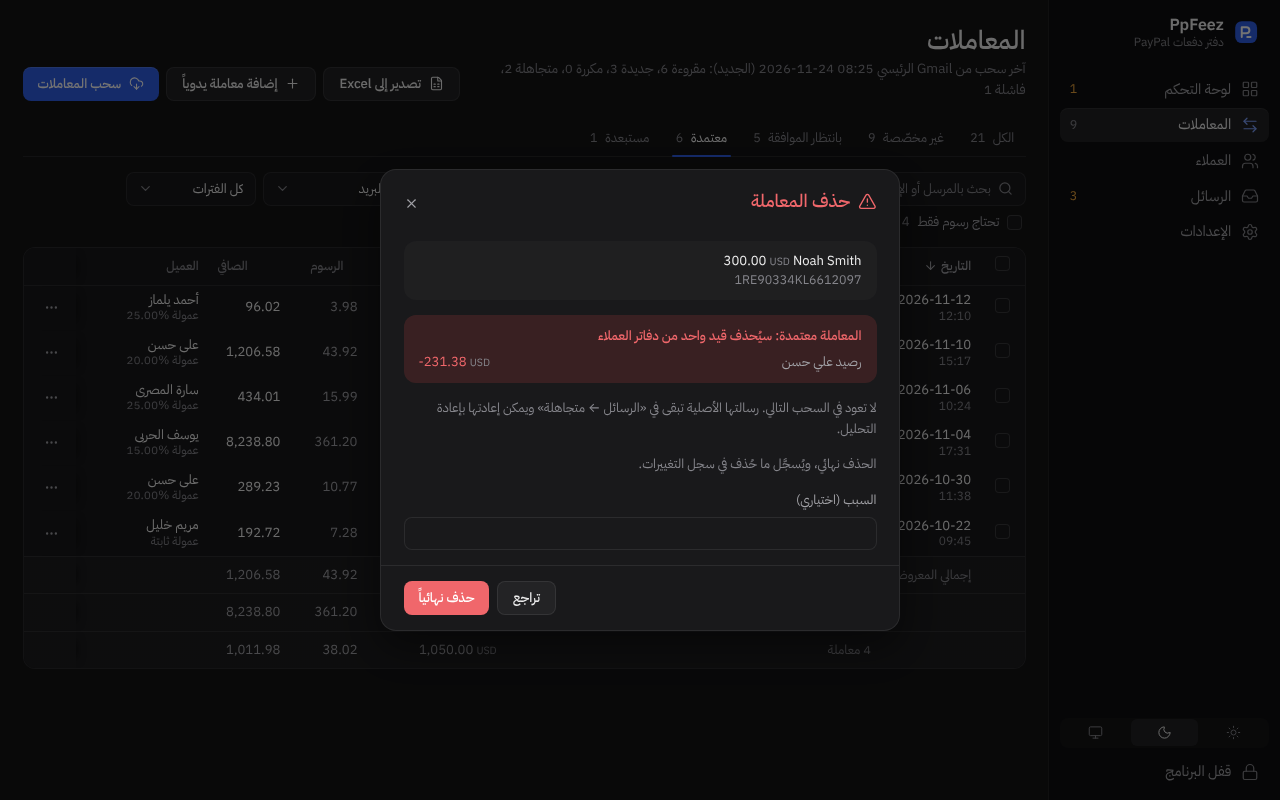 PpFeez
دفتر دفعات PayPal
لوحة التحكم 1
المعاملات 9
العملاء
الرسائل 3
الإعدادات
قفل البرنامج
المعاملات
آخر سحب من Gmail الرئيسي 08:25 24-11-2026 (الجديد): مقروءة 6، جديدة 3، مكررة 0، متجاهلة 2،
فاشلة 1
تصدير إلى Excel
إضافة معاملة يدوياً
سحب المعاملات
الكل 21 غير مخصّصة 9 بانتظار الموافقة 5 معتمدة 6 مستبعدة 1
بحث بالمرسل أو
كل الفترات
تحتاج رسوم فقط 4
التاريخ ↓ الرسوم الصافي العميل
2026-11-12 3.98 96.02 أحمد يلماز
12:10 عمولة 25.00%
2026-11-10 43.92 1,206.58 علي حسن
15:17 عمولة 20.00%
2026-11-06 15.99 434.01 سارة المصري
10:24 عمولة 25.00%
2026-11-04 361.20 8,238.80 يوسف الحربي
17:31 عمولة 15.00%
2026-10-30 10.77 289.23 علي حسن
11:38 عمولة 20.00%
2026-10-22 7.28 192.72 مريم خليل
09:45 عمولة ثابتة
إجمالي 43.92 1,206.58
361.20 8,238.80
4 معاملة 1,050.00 USD 38.02 1,011.98
حذف المعاملة
300.00 USD Noah Smith
1RE90334KL6612097
المعاملة معتمدة: سيُحذف قيد واحد من دفاتر العملاء
رصيد علي حسن -231.38 USD
لا تعود في السحب التالي. رسالتها الأصلية تبقى في «الرسائل ← متجاهلة» ويمكن إعادتها بإعادة
التحليل.
الحذف نهائي، ويُسجَّل ما حُذف في سجل التغييرات.
السبب (اختياري)
تراجع
حذف نهائياً